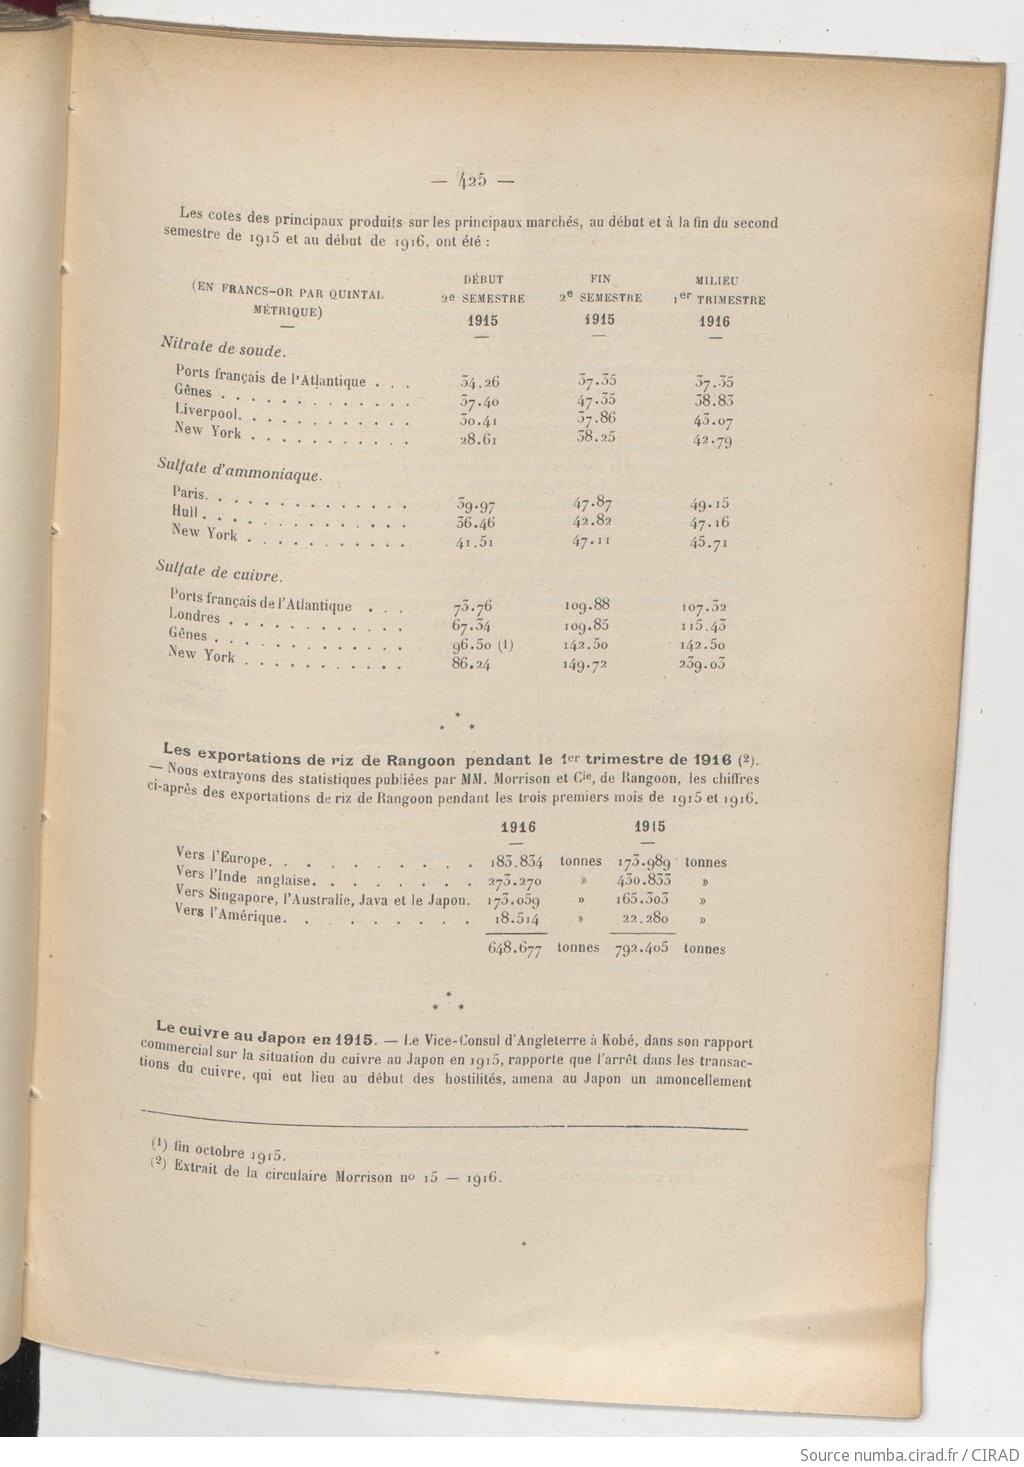 — 425 —
Les cotes des principaux produits sur les principaux marchés, au début et à la fin du second
semestre de 1915 et au début de 1916, ont été :
(EN FRANCS-OR PAR QUINTAL MÉTRIQUE) DÉBUT 2e SEMESTRE 1915 FIN 2e SEMESTRE 1915 MILIEU 1er TRIMESTRE 1916
Nitrate de soude.
Ports français de l'Atlantique . . . 34.26 37.35 37.35
Gênes . . . . . . . . . . . . 37.40 47.35 38.83
Liverpool. . . . . . . . . . . 30.41 37.86 43.07
New York . . . . . . . . . . . 28.61 38.25 42.79
Sulfate d'ammoniaque.
Paris. . . . . . . . . . . . . 39.97 47.87 49.15
Hull . . . . . . . . . . . . . 36.46 42.82 47.16
New York . . . . . . . . . . . 41.51 47.11 45.71
Sulfate de cuivre.
Ports français de l'Atlantique . . . 73.76 109.88 107.32
Londres . . . . . . . . . . . 67.34 109.85 115.43
Gênes . . . . . . . . . . . . 96.50 (1) 142.50 142.50
New York . . . . . . . . . . 86.24 149.72 239.03
* * *
Les exportations de riz de Rangoon pendant le 1er trimestre de 1916 (2).
— Nous extrayons des statistiques publiées par MM. Morrison et Cie, de Rangoon, les chiffres
ci-après des exportations de riz de Rangoon pendant les trois premiers mois de 1915 et 1916.
1916 1915
Vers l'Europe. . . . . . . . . . 183.834 tonnes 173.989 tonnes
Vers l'Inde anglaise. . . . . . . . 273.270 » 430.833 »
Vers Singapore, l'Australie, Java et le Japon. 173.059 » 165.303 »
Vers l'Amérique. . . . . . . . 18.514 » 22.280 »
648.677 tonnes 792.405 tonnes
* * *
Le cuivre au Japon en 1915. — Le Vice-Consul d'Angleterre à Kobé, dans son rapport
commercial sur la situation du cuivre au Japon en 1915, rapporte que l'arrêt dans les transac-
tions du cuivre, qui eut lieu au début des hostilités, amena au Japon un amoncellement
(1) fin octobre 1915.
(2) Extrait de la circulaire Morrison no 15 — 1916.
Source numba.cirad.fr / CIRAD